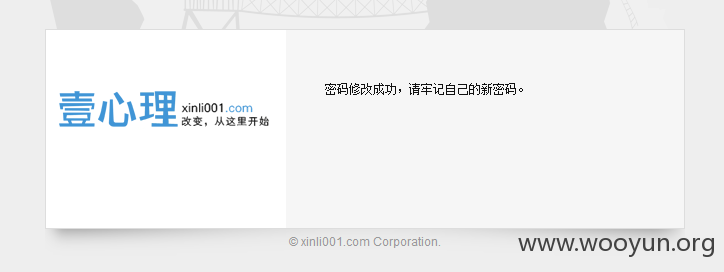 壹心理 xinli001.com
改变，从这里开始
密码修改成功，请牢记自己的新密码。
© xinli001.com Corporation.
www.wooyun.org